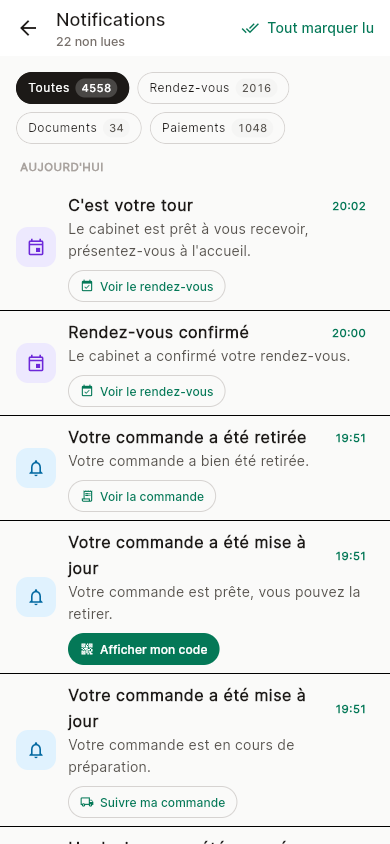 Notifications
22 non lues
Tout marquer lu
Toutes 4558
Rendez-vous 2016
Documents 34
Paiements 1048
AUJOURD'HUI
C'est votre tour
20:02
Le cabinet est prêt à vous recevoir,
présentez-vous à l'accueil.
Voir le rendez-vous
Rendez-vous confirmé
20:00
Le cabinet a confirmé votre rendez-vous.
Voir le rendez-vous
Votre commande a été retirée
19:51
Votre commande a bien été retirée.
Voir la commande
Votre commande a été mise à
jour
19:51
Votre commande est prête, vous pouvez la
retirer.
Afficher mon code
Votre commande a été mise à
jour
19:51
Votre commande est en cours de
préparation.
Suivre ma commande